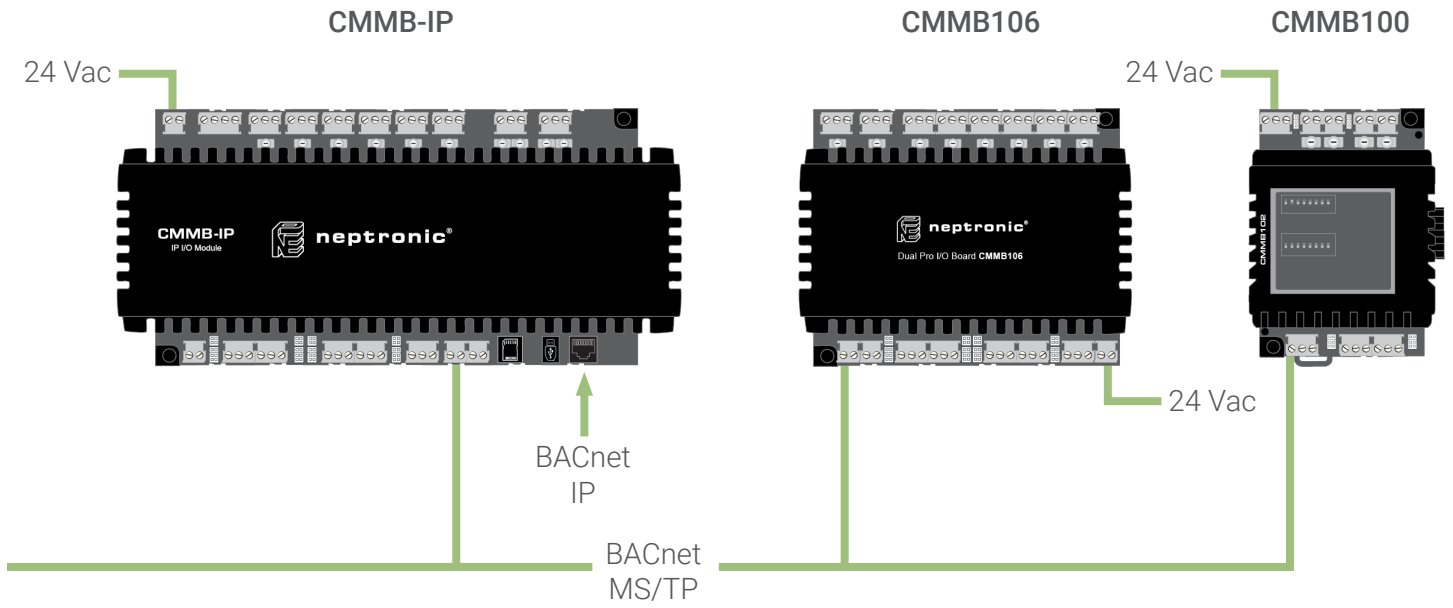 CMMB-IP
CMMB106
CMMB100
24 Vac
24 Vac
CMMB-IP
IP I/O Module
neptronic®
neptronic®
Dual Pro I/O Board CMMB106
CMMB102
MICRO
24 Vac
BACnet
IP
BACnet
MS/TP